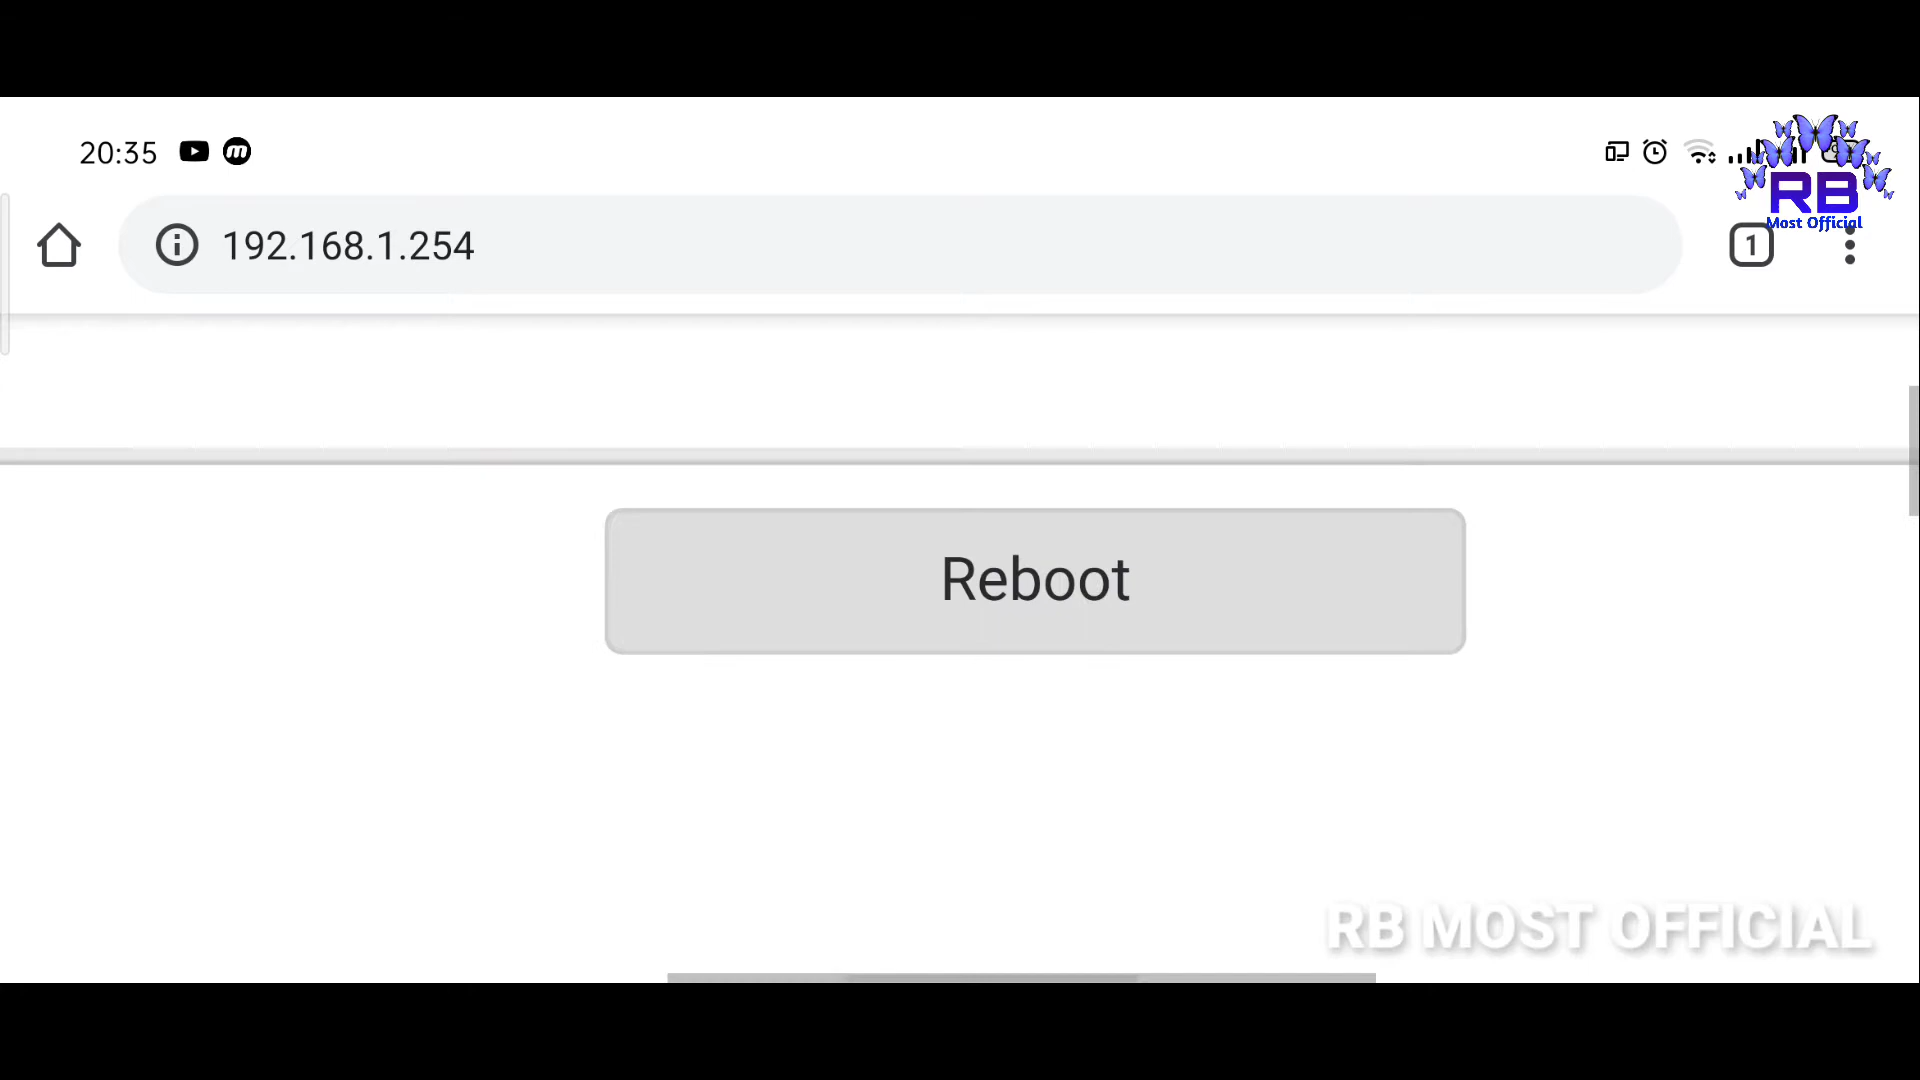 20:35
192.168.1.254
1
RB
Most Official
Reboot
RB MOST OFFICIAL